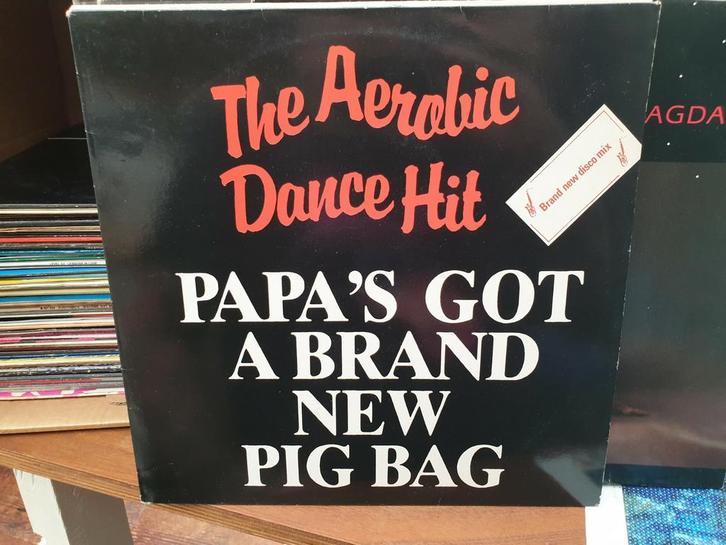 The Aerobic
Dance Hit
Brand new disco mix
PAPA'S GOT
A BRAND
NEW
PIG BAG
AGDA